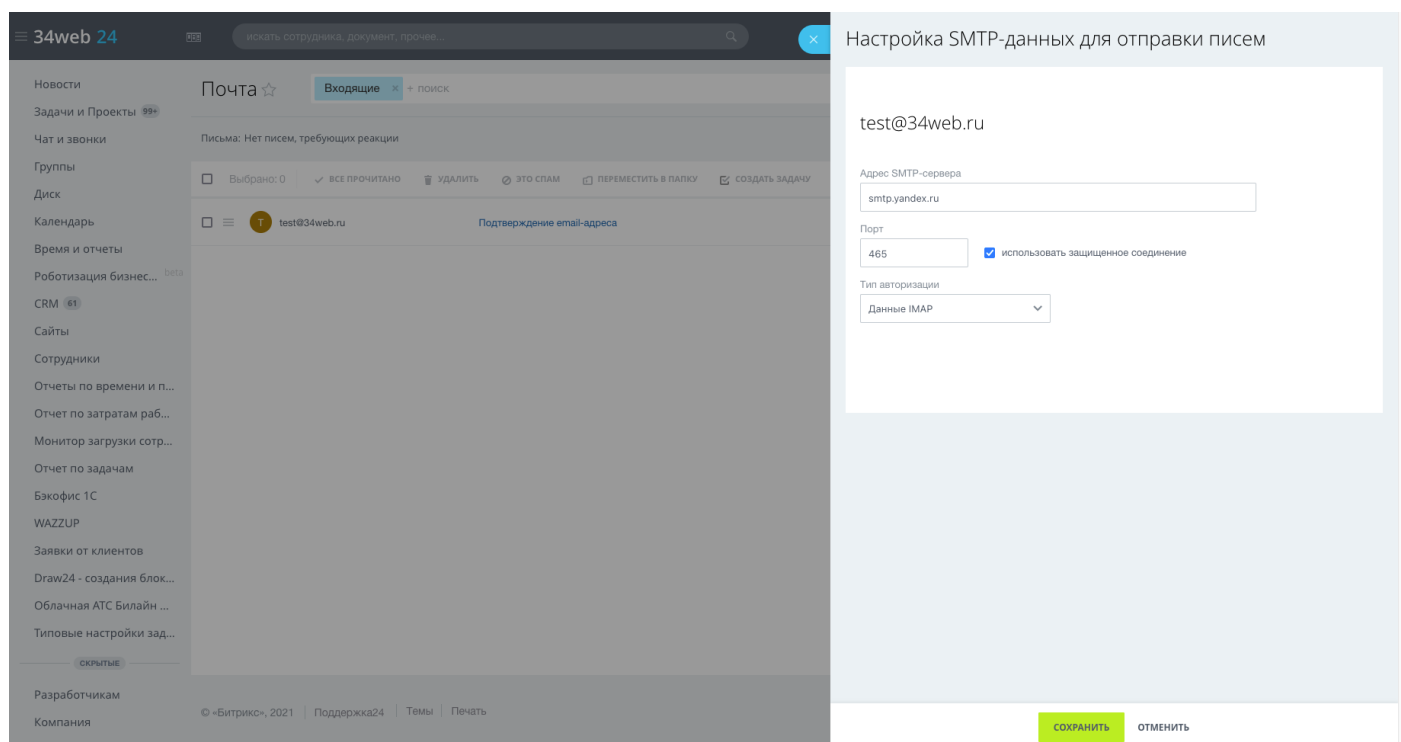 34web 24
искать сотрудника, документ, прочее...
Новости
Задачи и Проекты 99+
Чат и звонки
Группы
Диск
Календарь
Время и отчеты
Роботизация бизнес... beta
CRM 61
Сайты
Сотрудники
Отчеты по времени и п...
Отчет по затратам раб...
Монитор загрузки сотр...
Отчет по задачам
Бэкофис 1С
WAZZUP
Заявки от клиентов
Draw24 - создания блок...
Облачная АТС Билайн ...
Типовые настройки зад...
СКРЫТЫЕ
Разработчикам
Компания
Почта
Входящие × + поиск
Письма: Нет писем, требующих реакции
Выбрано: 0 ВСЕ ПРОЧИТАНО УДАЛИТЬ ЭТО СПАМ ПЕРЕМЕСТИТЬ В ПАПКУ СОЗДАТЬ ЗАДАЧУ
T test@34web.ru Подтверждение email-адреса
© «Битрикс», 2021 Поддержка24 Темы Печать
Настройка SMTP-данных для отправки писем
test@34web.ru
Адрес SMTP-сервера
smtp.yandex.ru
Порт
465 использовать защищенное соединение
Тип авторизации
Данные IMAP
СОХРАНИТЬ ОТМЕНИТЬ